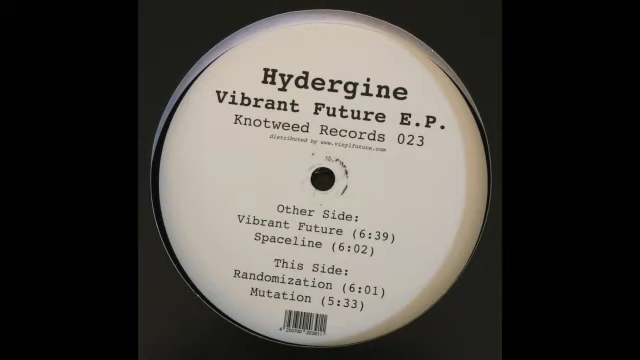 Hydergine
Vibrant Future E.P.
Knotweed Records 023
distributed by www.vinylfuture.com
Other Side:
Vibrant Future (6:39)
Spaceline (6:02)
This Side:
Randomization (6:01)
Mutation (5:33)